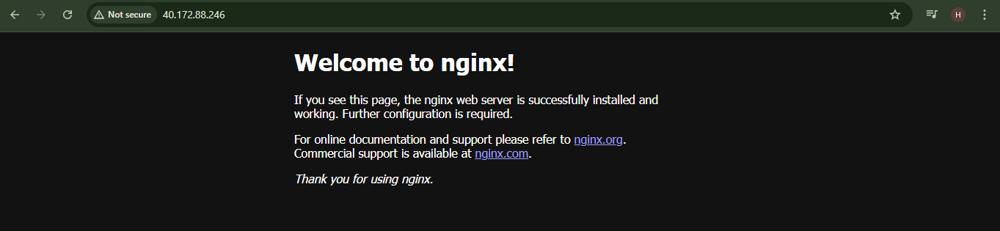 Not secure
40.172.88.246
H
Welcome to nginx!
If you see this page, the nginx web server is successfully installed and
working. Further configuration is required.
For online documentation and support please refer to nginx.org.
Commercial support is available at nginx.com.
Thank you for using nginx.